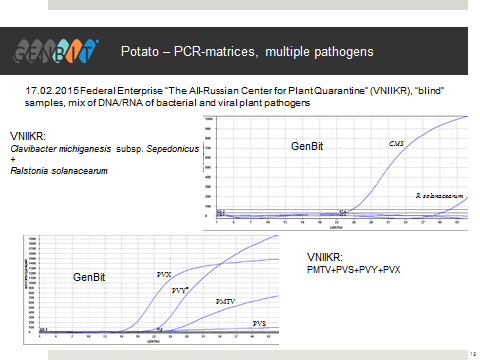 GENBIT
Potato – PCR-matrices, multiple pathogens
17.02.2015 Federal Enterprise “The All-Russian Center for Plant Quarantine” (VNIIKR), “blind”
samples, mix of DNA/RNA of bacterial and viral plant pathogens
VNIIKR:
Clavibacter michiganesis subsp. Sepedonicus
+
Ralstonia solanacearum
GenBit
CMS
R. solanacearum
GenBit
PVX
PVY*
PMTV
PVS
VNIIKR:
PMTV+PVS+PVY+PVX